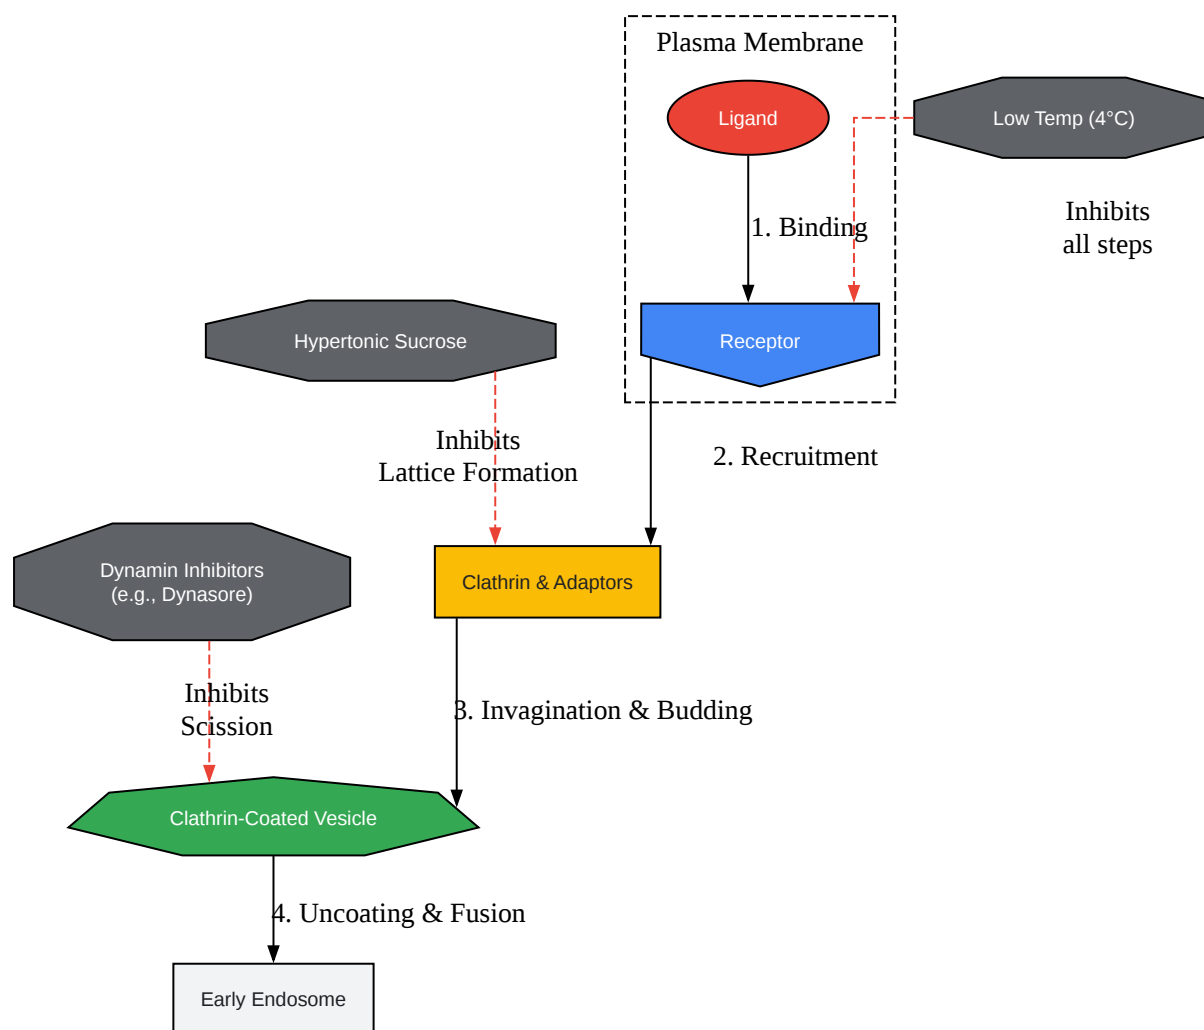 Plasma Membrane
Ligand
Low Temp (4°C)
1. Binding
Inhibits
all steps
Hypertonic Sucrose
Receptor
Inhibits
Lattice Formation
2. Recruitment
Dynamin Inhibitors
(e.g., Dynasore)
Clathrin & Adaptors
Inhibits
Scission
3. Invagination & Budding
Clathrin-Coated Vesicle
4. Uncoating & Fusion
Early Endosome